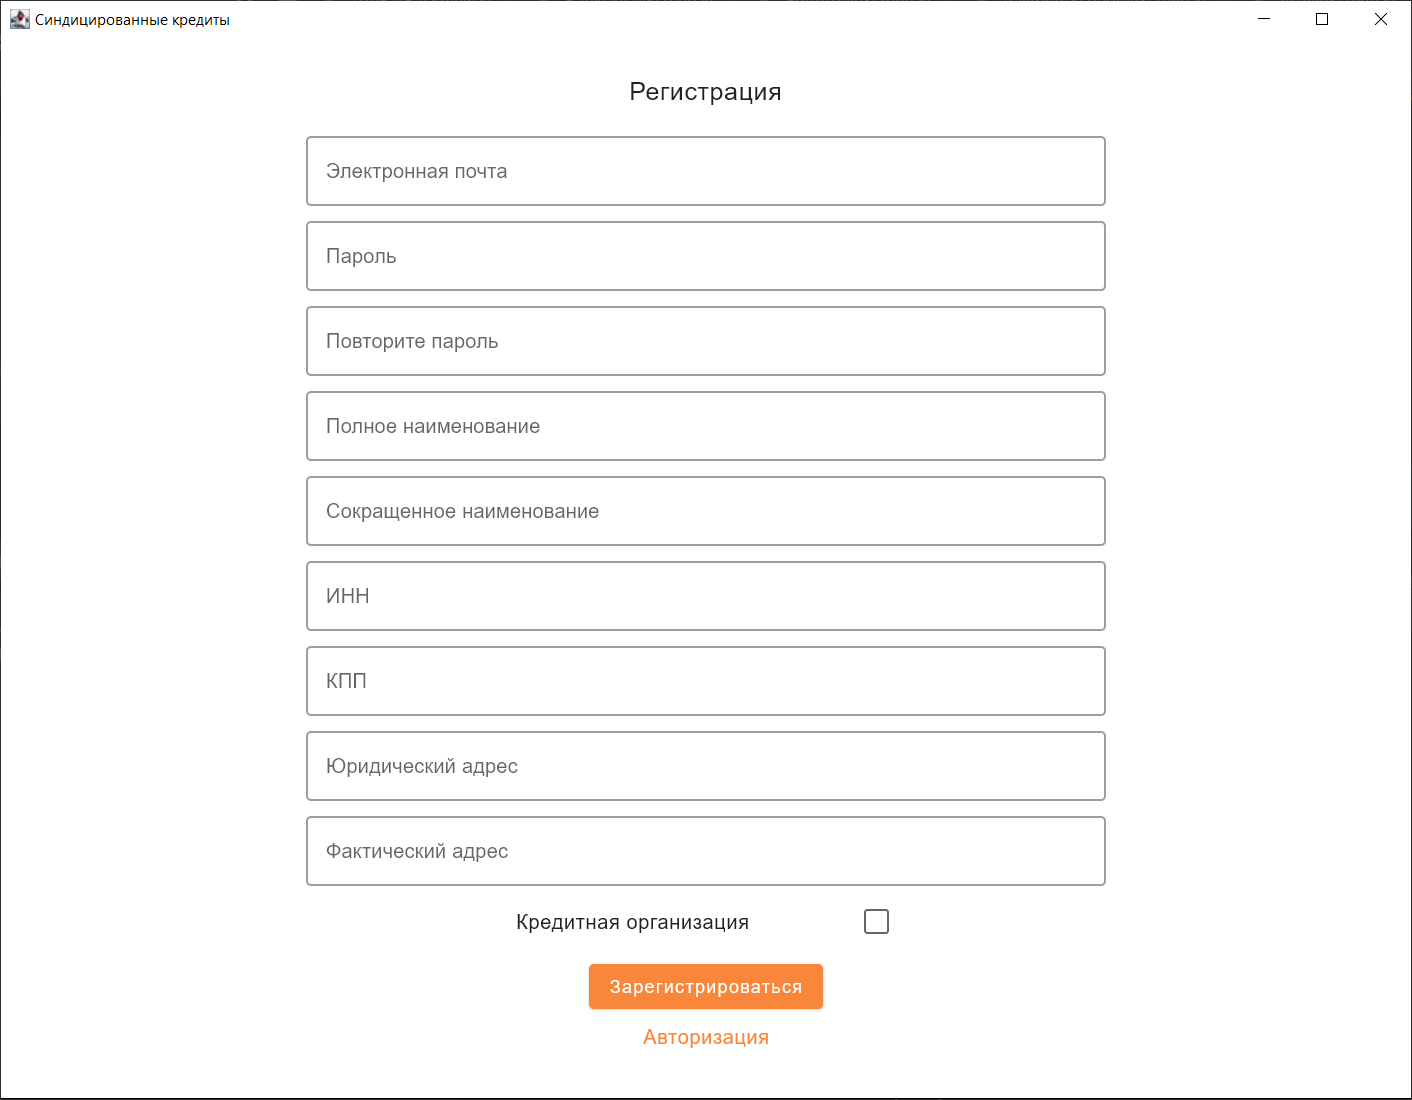 Синдицированные кредиты
Регистрация
Электронная почта
Пароль
Повторите пароль
Полное наименование
Сокращенное наименование
ИНН
КПП
Юридический адрес
Фактический адрес
Кредитная организация
Зарегистрироваться
Авторизация